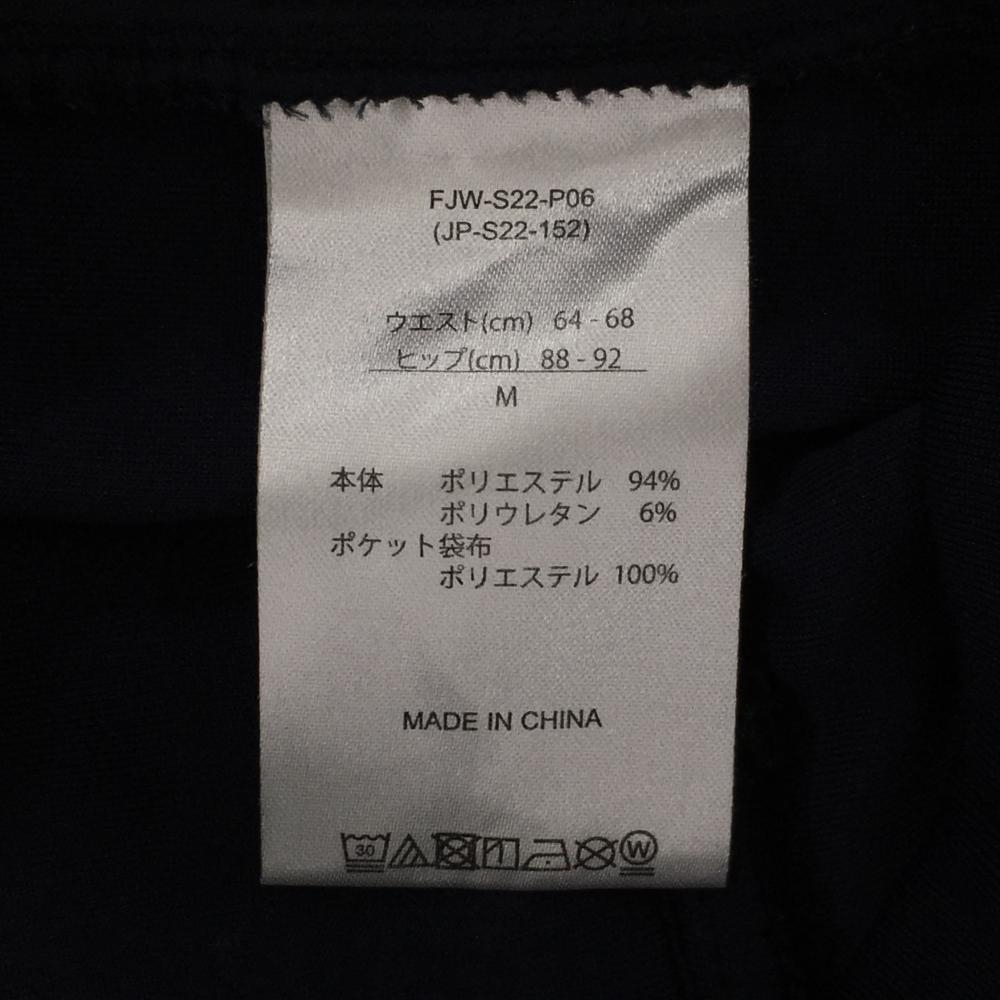 FJW-S22-P06
(JP-S22-152)
ウエスト(cm) 64 - 68
ヒップ(cm) 88 - 92
M
本体 ポリエステル 94%
ポリウレタン 6%
ポケット袋布
ポリエステル 100%
MADE IN CHINA
30 W